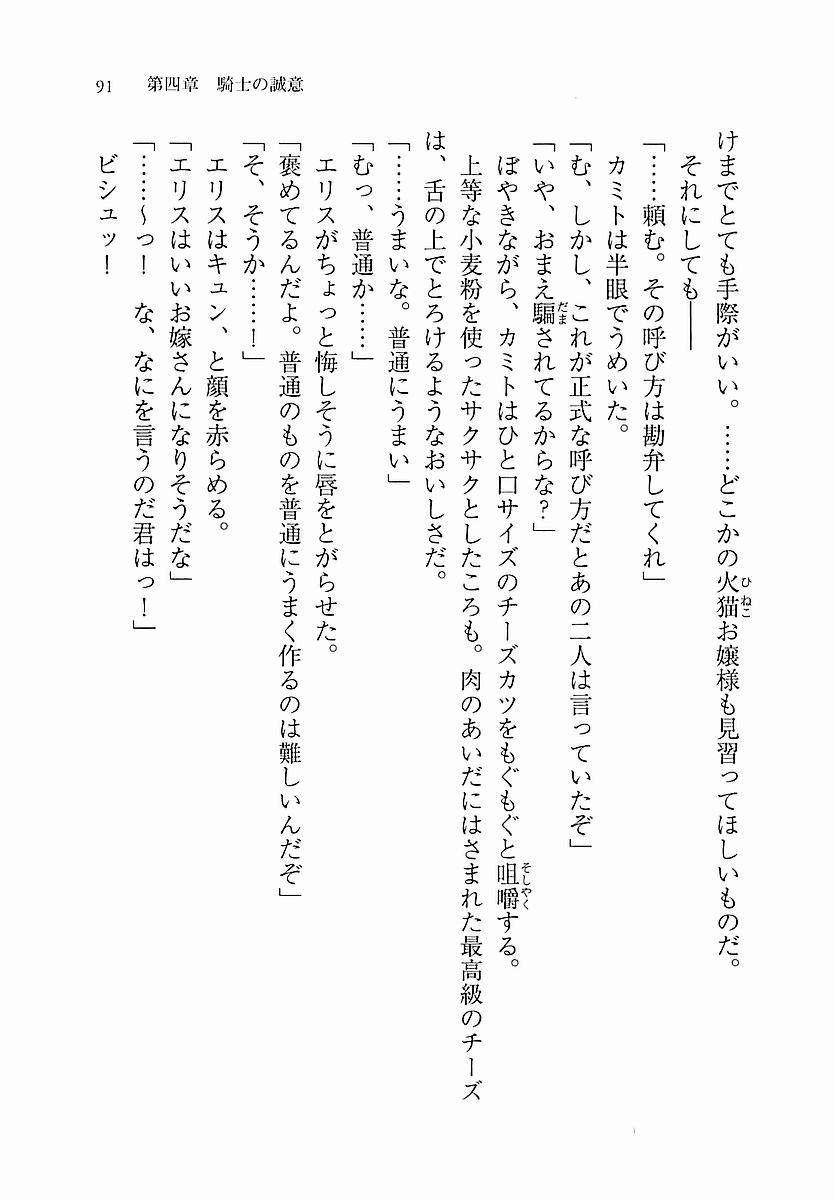 91　第四章　騎士の誠意
けまでとても手際がいい。……どこかの火猫お嬢様も見習ってほしいものだ。
ひ　ねこ
それにしても――
「……頼む。その呼び方は勘弁してくれ」
カミトは半眼でうめいた。
「む、しかし、これが正式な呼び方だとあの二人は言っていたぞ」
「いや、おまえ騙されてるからな？」
だま
ぼやきながら、カミトはひと口サイズのチーズカツをもぐもぐと咀嚼する。
そしやく
上等な小麦粉を使ったサクサクとしたころも。肉のあいだにはさまれた最高級のチーズ
は、舌の上でとろけるようなおいしさだ。
「……うまいな。普通にうまい」
「むっ、普通か……」
エリスがちょっと悔しそうに唇をとがらせた。
「褒めてるんだよ。普通のものを普通にうまく作るのは難しいんだぞ」
「そ、そうか……！」
エリスはキュン、と顔を赤らめる。
「エリスはいいお嫁さんになりそうだな」
「……～っ！　な、なにを言うのだ君はっ！」
ビシュッ！